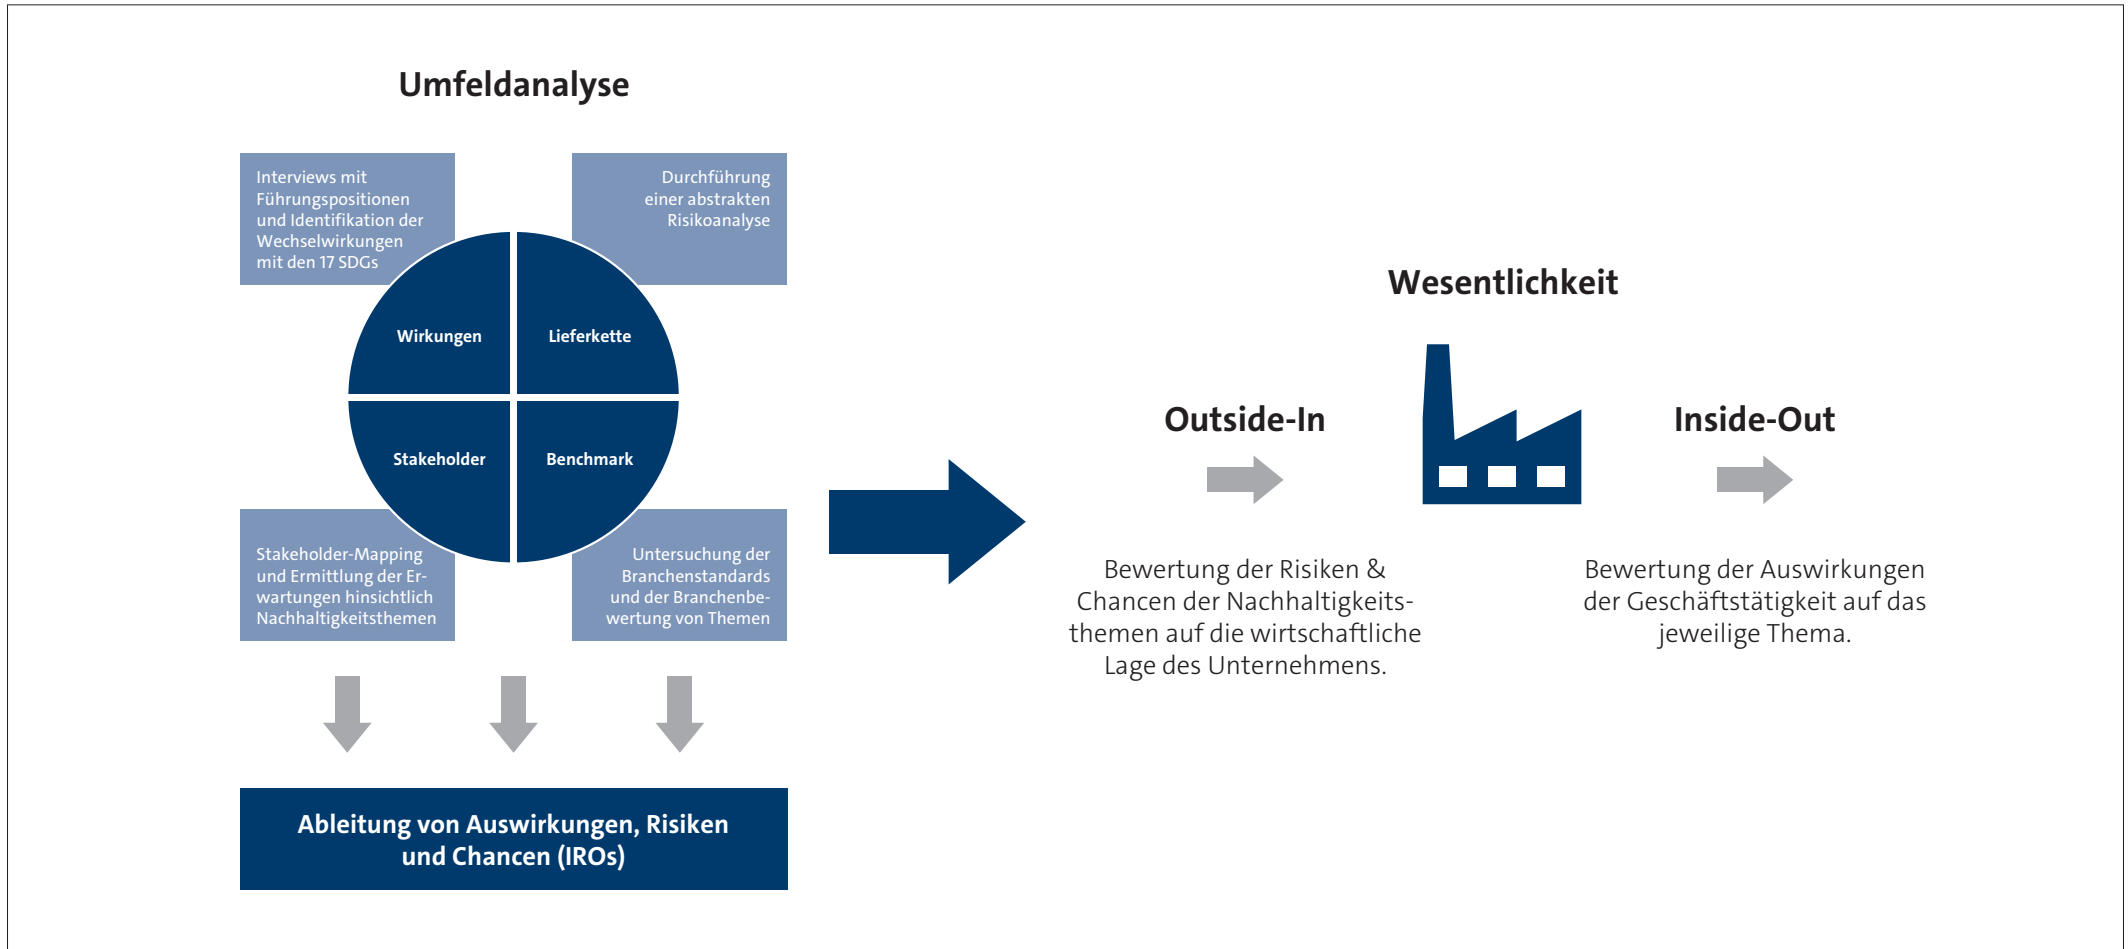 Umfeldanalyse
Interviews mit
Führungspositionen
und Identifikation der
Wechselwirkungen
mit den 17 SDGs
Durchführung
einer abstrakten
Risikoanalyse
Wirkungen
Lieferkette
Stakeholder
Benchmark
Stakeholder-Mapping
und Ermittlung der Er-
wartungen hinsichtlich
Nachhaltigkeitsthemen
Untersuchung der
Branchenstandards
und der Branchenbe-
wertung von Themen
Ableitung von Auswirkungen, Risiken
und Chancen (IROs)
Wesentlichkeit
Outside-In
Bewertung der Risiken &
Chancen der Nachhaltigkeits-
themen auf die wirtschaftliche
Lage des Unternehmens.
Inside-Out
Bewertung der Auswirkungen
der Geschäftstätigkeit auf das
jeweilige Thema.